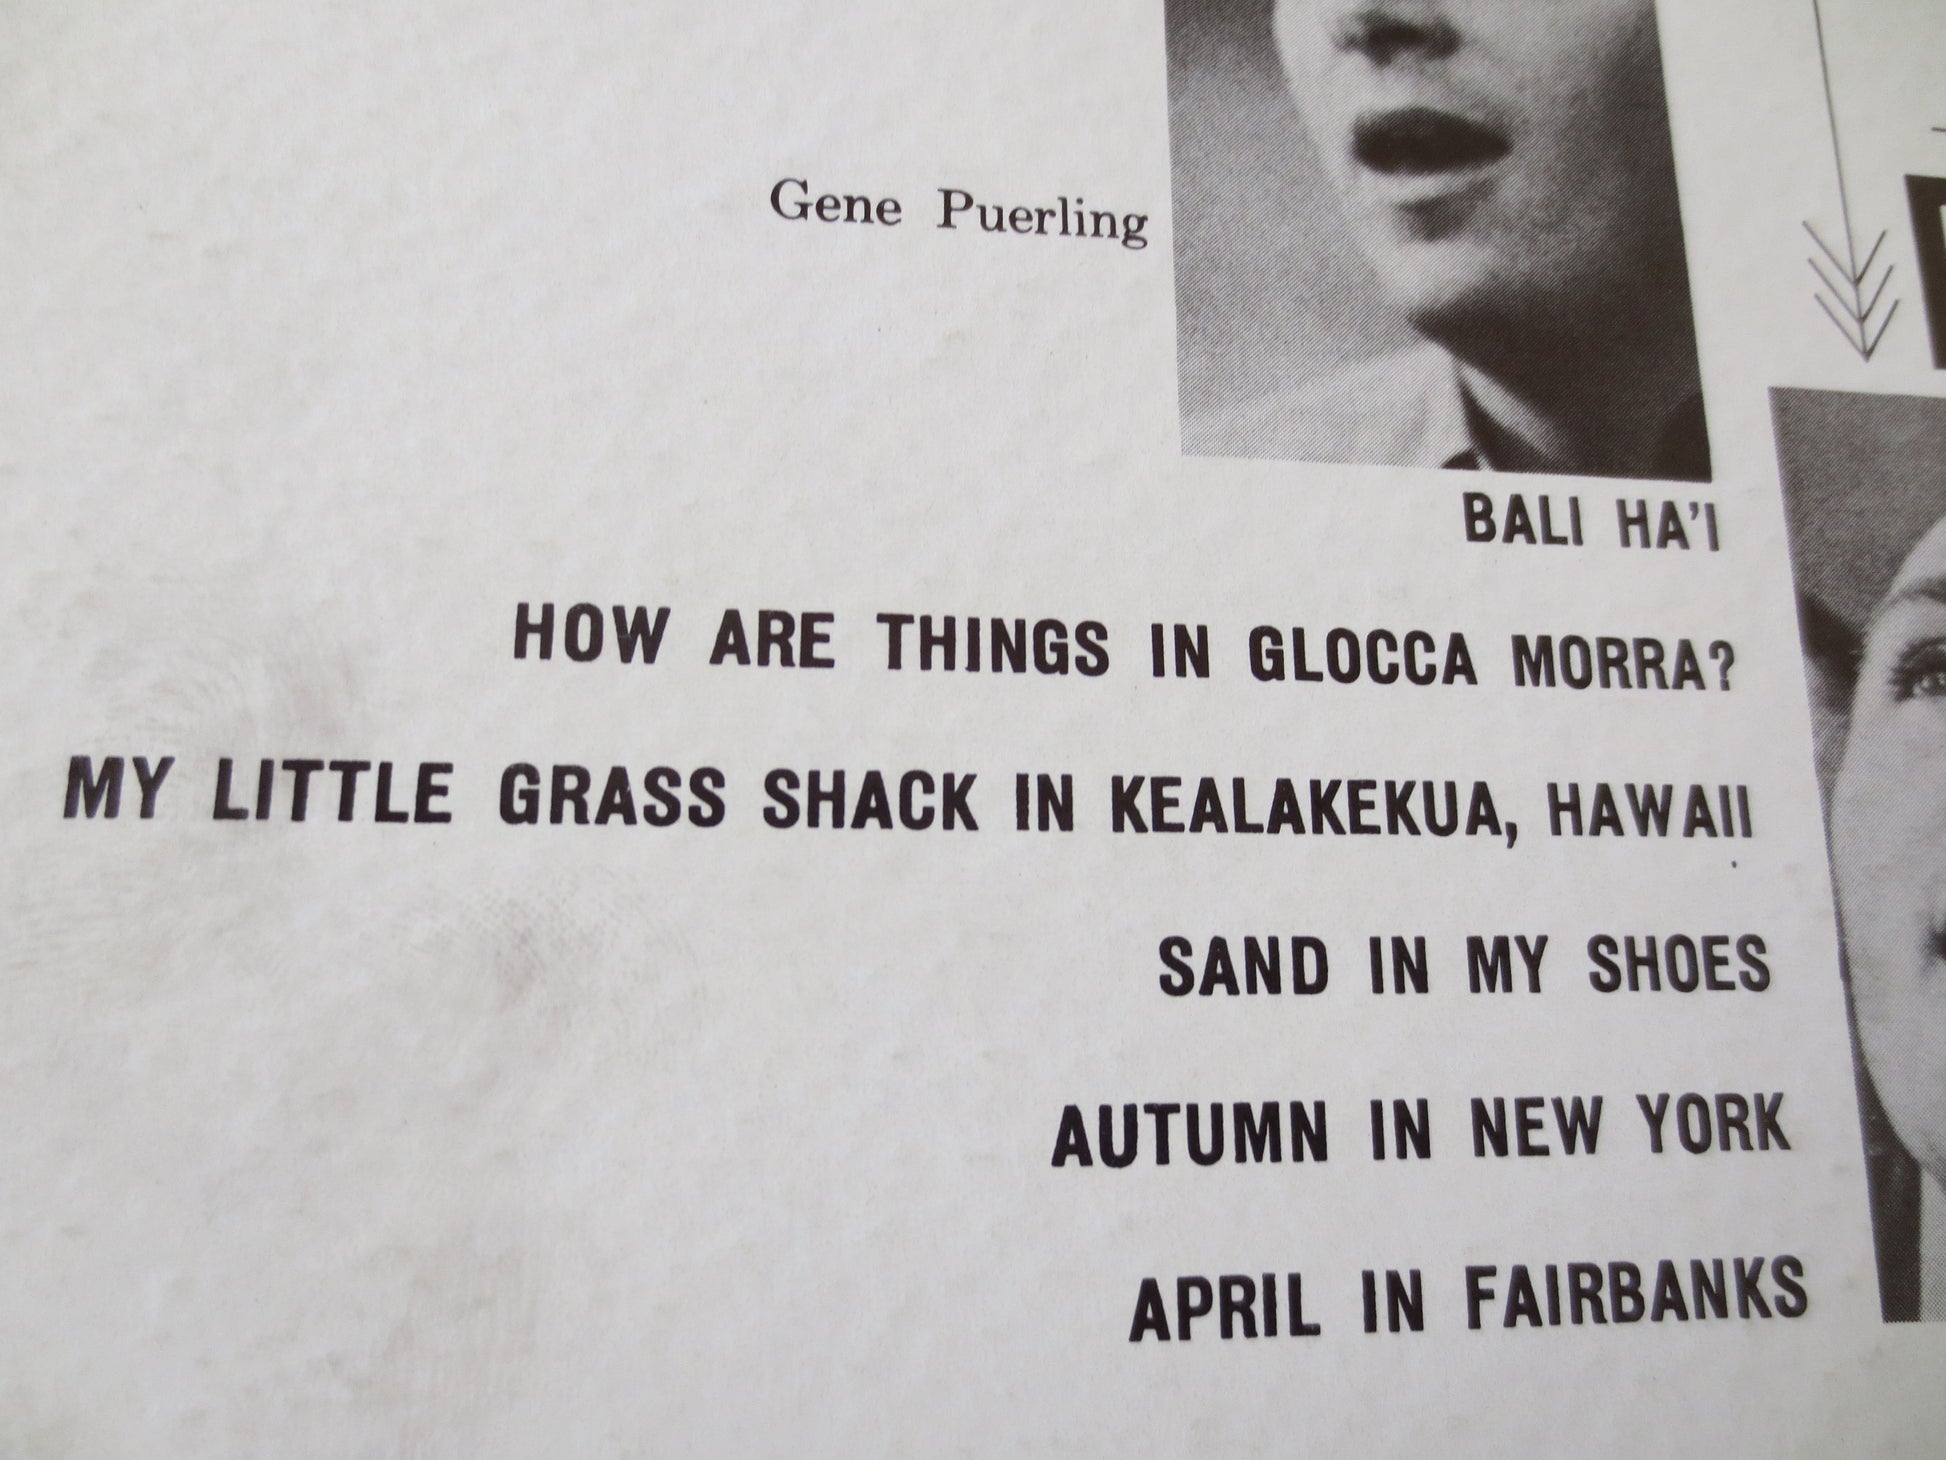 Gene Puerling
BALI HA'I
HOW ARE THINGS IN GLOCCA MORRA?
MY LITTLE GRASS SHACK IN KEALAKEKUA, HAWAII
SAND IN MY SHOES
AUTUMN IN NEW YORK
APRIL IN FAIRBANKS